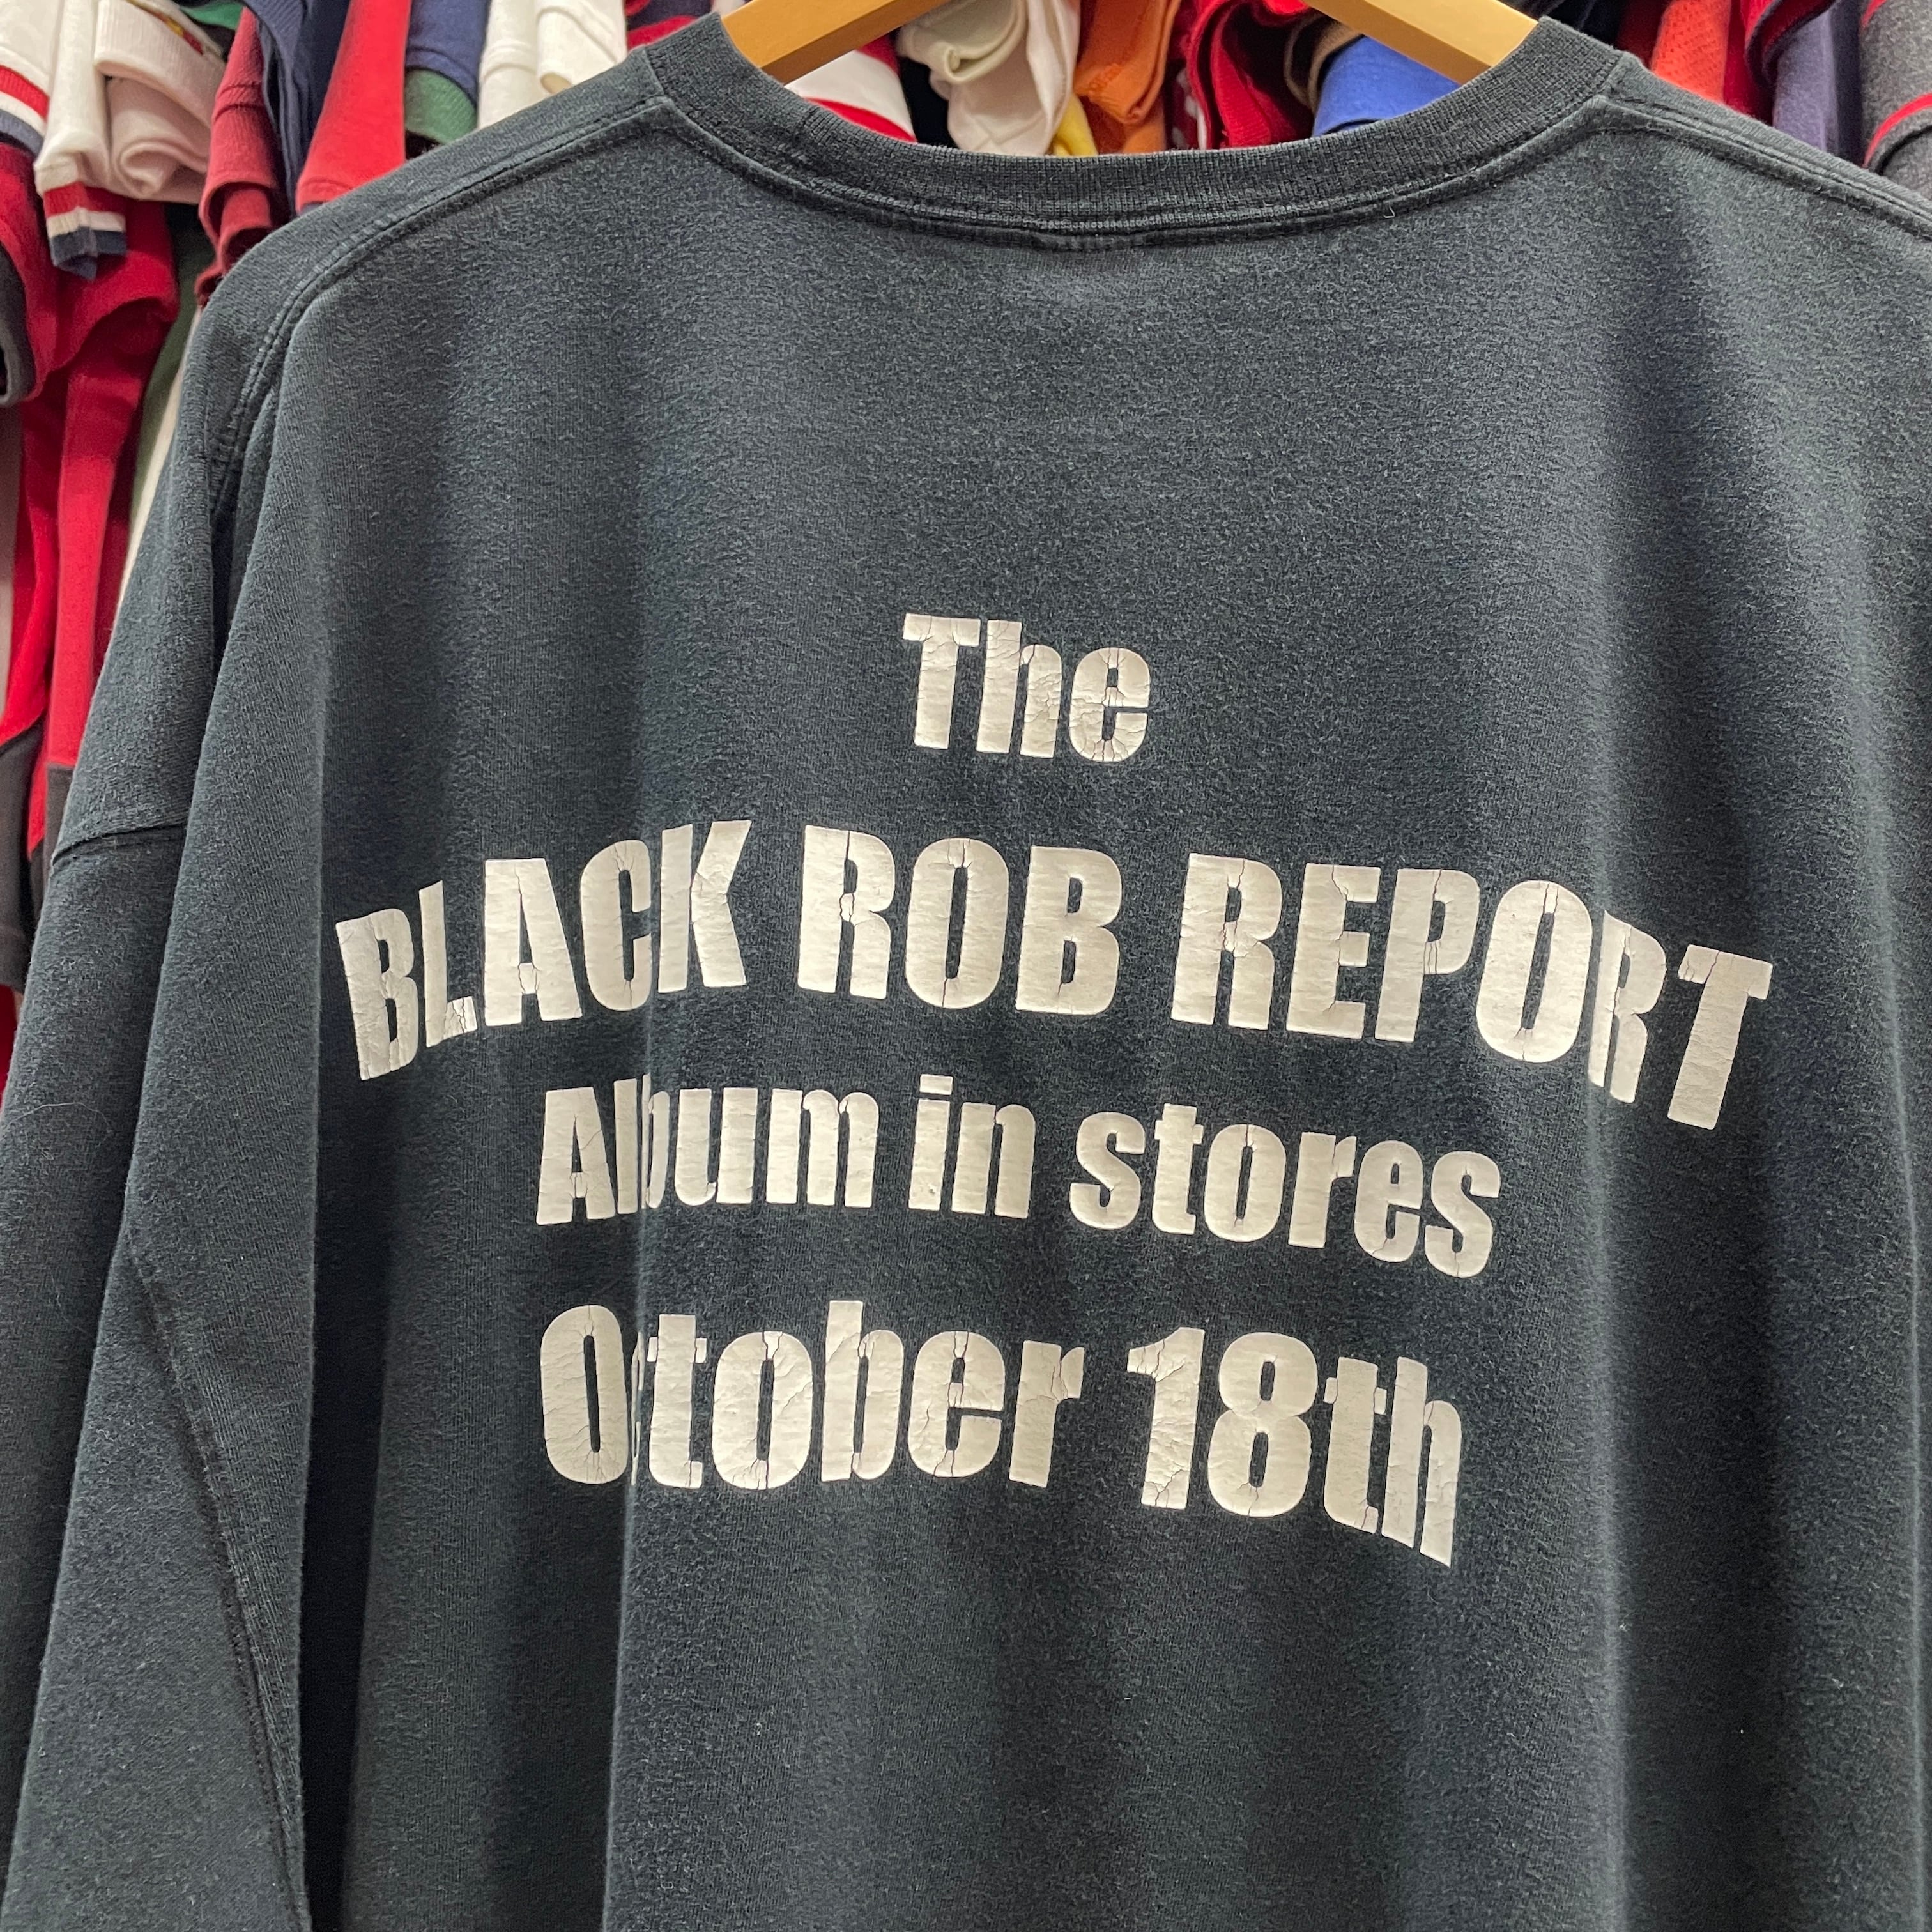 The
BLACK ROB REPORT
Album in stores
October 18th